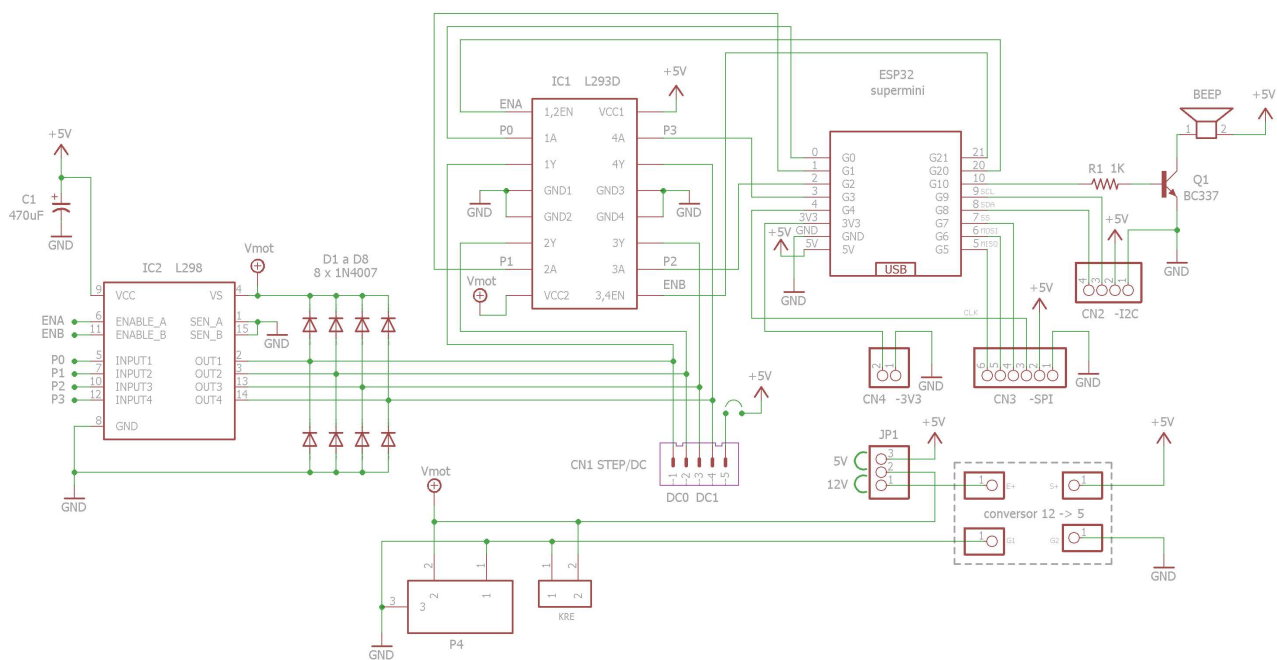 +5V
C1
470uF
GND
IC2 L298
Vmot
D1 a D8
8 x 1N4007
9 VCC VS 4
ENA 6 ENABLE_A SEN_A 1
ENB 11 ENABLE_B SEN_B 15
GND
P0 5 INPUT1 OUT1 2
P1 7 INPUT2 OUT2 3
P2 10 INPUT3 OUT3 13
P3 12 INPUT4 OUT4 14
8 GND
GND
IC1 L293D
+5V
ENA 1,2EN VCC1
P0 1A 4A P3
1Y 4Y
GND GND1 GND3 GND
GND2 GND4
2Y 3Y
P1 2A 3A P2
Vmot VCC2 3,4EN ENB
ESP32
supermini
0 G0 G21 21
1 G1 G20 20
2 G2 G10 10
3 G3 G9 9 SCL
4 G4 G8 8 SDA
3V3 3V3 G7 7 SS
GND GND G6 6 MOSI
+5V 5V 5V G5 5 MISO
USB
GND
BEEP
1 2
+5V
R1 1K
Q1
BC337
GND
+5V
4 3 2 1
CN2 -I2C
CLK
+5V
6 5 4 3 2 1
GND
CN3 -SPI
2 1
GND
CN4 -3V3
+5V
CN1 STEP/DC
1 2 3 4 5
DC0 DC1
JP1
+5V
5V 3
2
12V 1
+5V
1 E+ S+ 1
conversor 12 -> 5
1 G1 G2 1
GND
Vmot
2 1
3 3 2 1
P4
GND
1 2
1 2
KRE